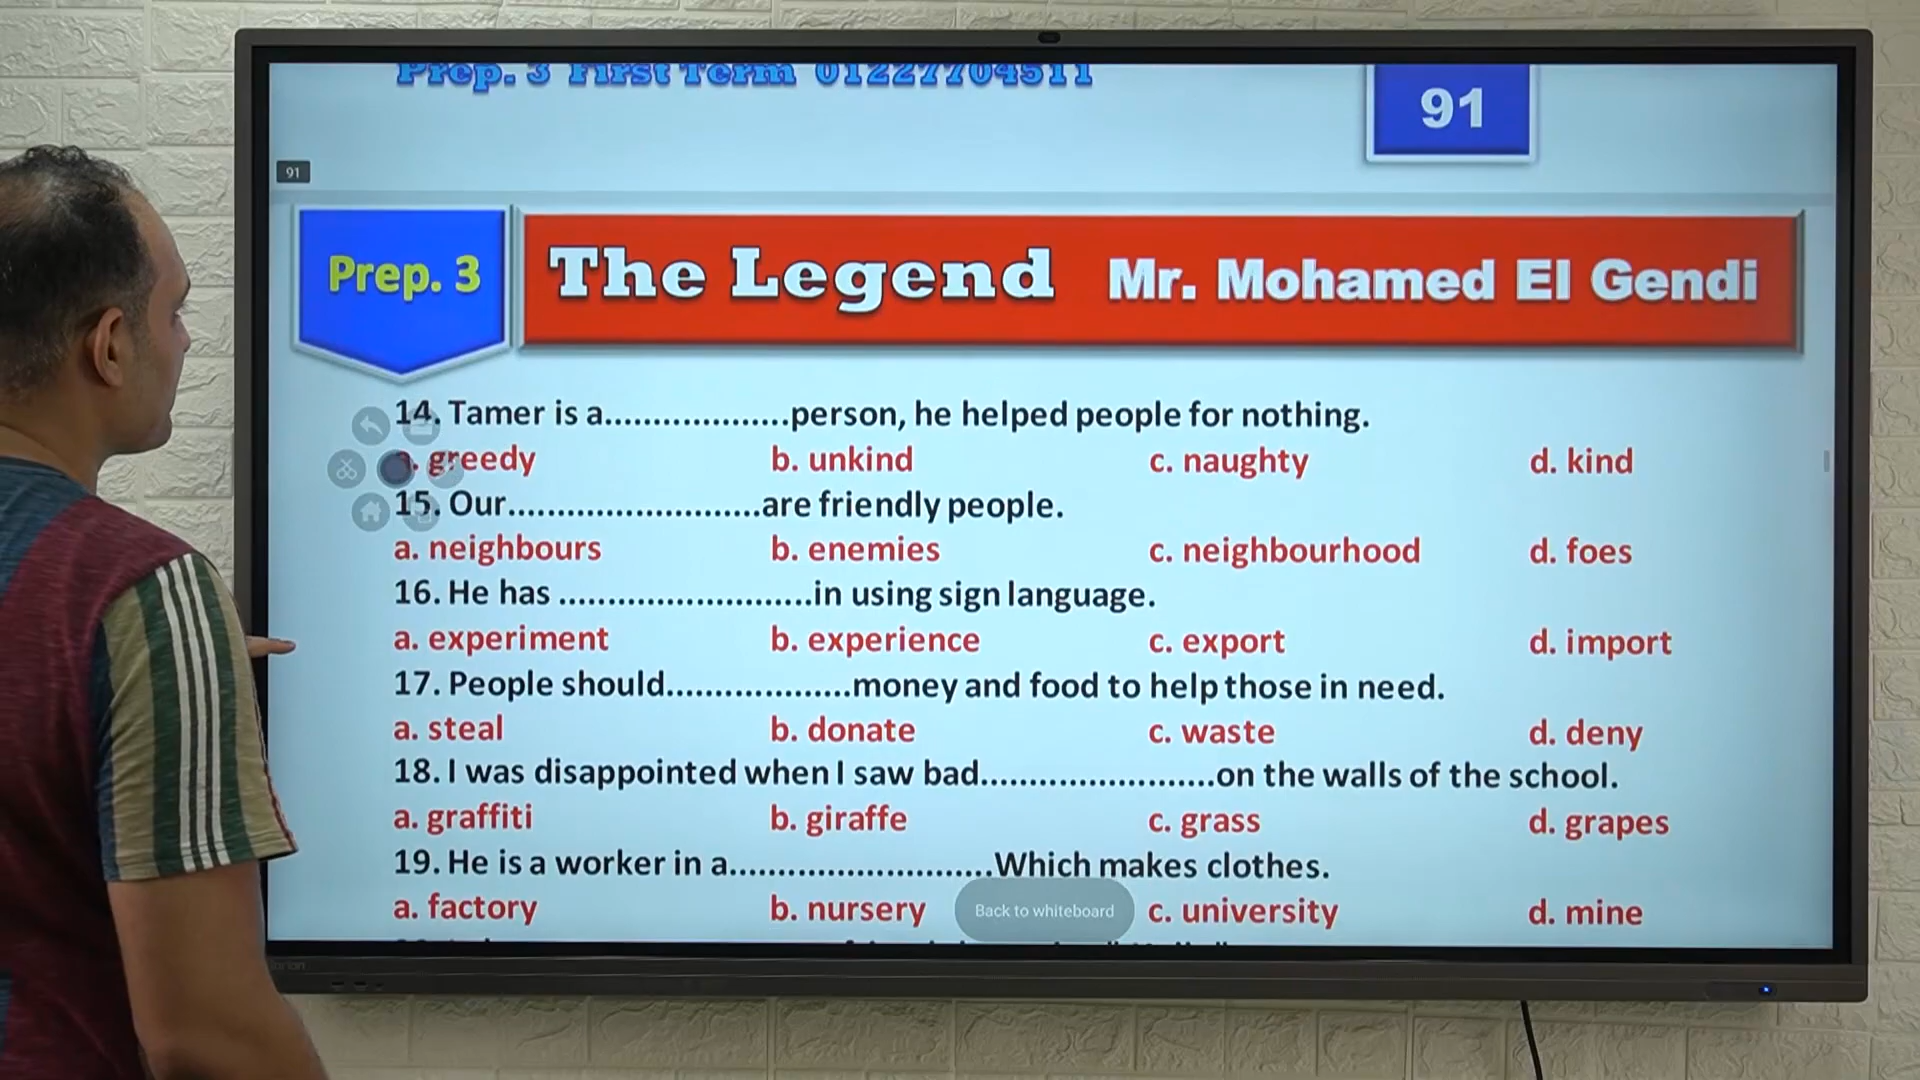 Prep. 3 First Term 01227704511
91
91
Prep. 3 The Legend Mr. Mohamed El Gendi
14. Tamer is a...................person, he helped people for nothing.
a. greedy b. unkind c. naughty d. kind
15. Our..........................are friendly people.
a. neighbours b. enemies c. neighbourhood d. foes
16. He has ..........................in using sign language.
a. experiment b. experience c. export d. import
17. People should...................money and food to help those in need.
a. steal b. donate c. waste d. deny
18. I was disappointed when I saw bad........................on the walls of the school.
a. graffiti b. giraffe c. grass d. grapes
19. He is a worker in a...........................Which makes clothes.
a. factory b. nursery c. university d. mine
Back to whiteboard